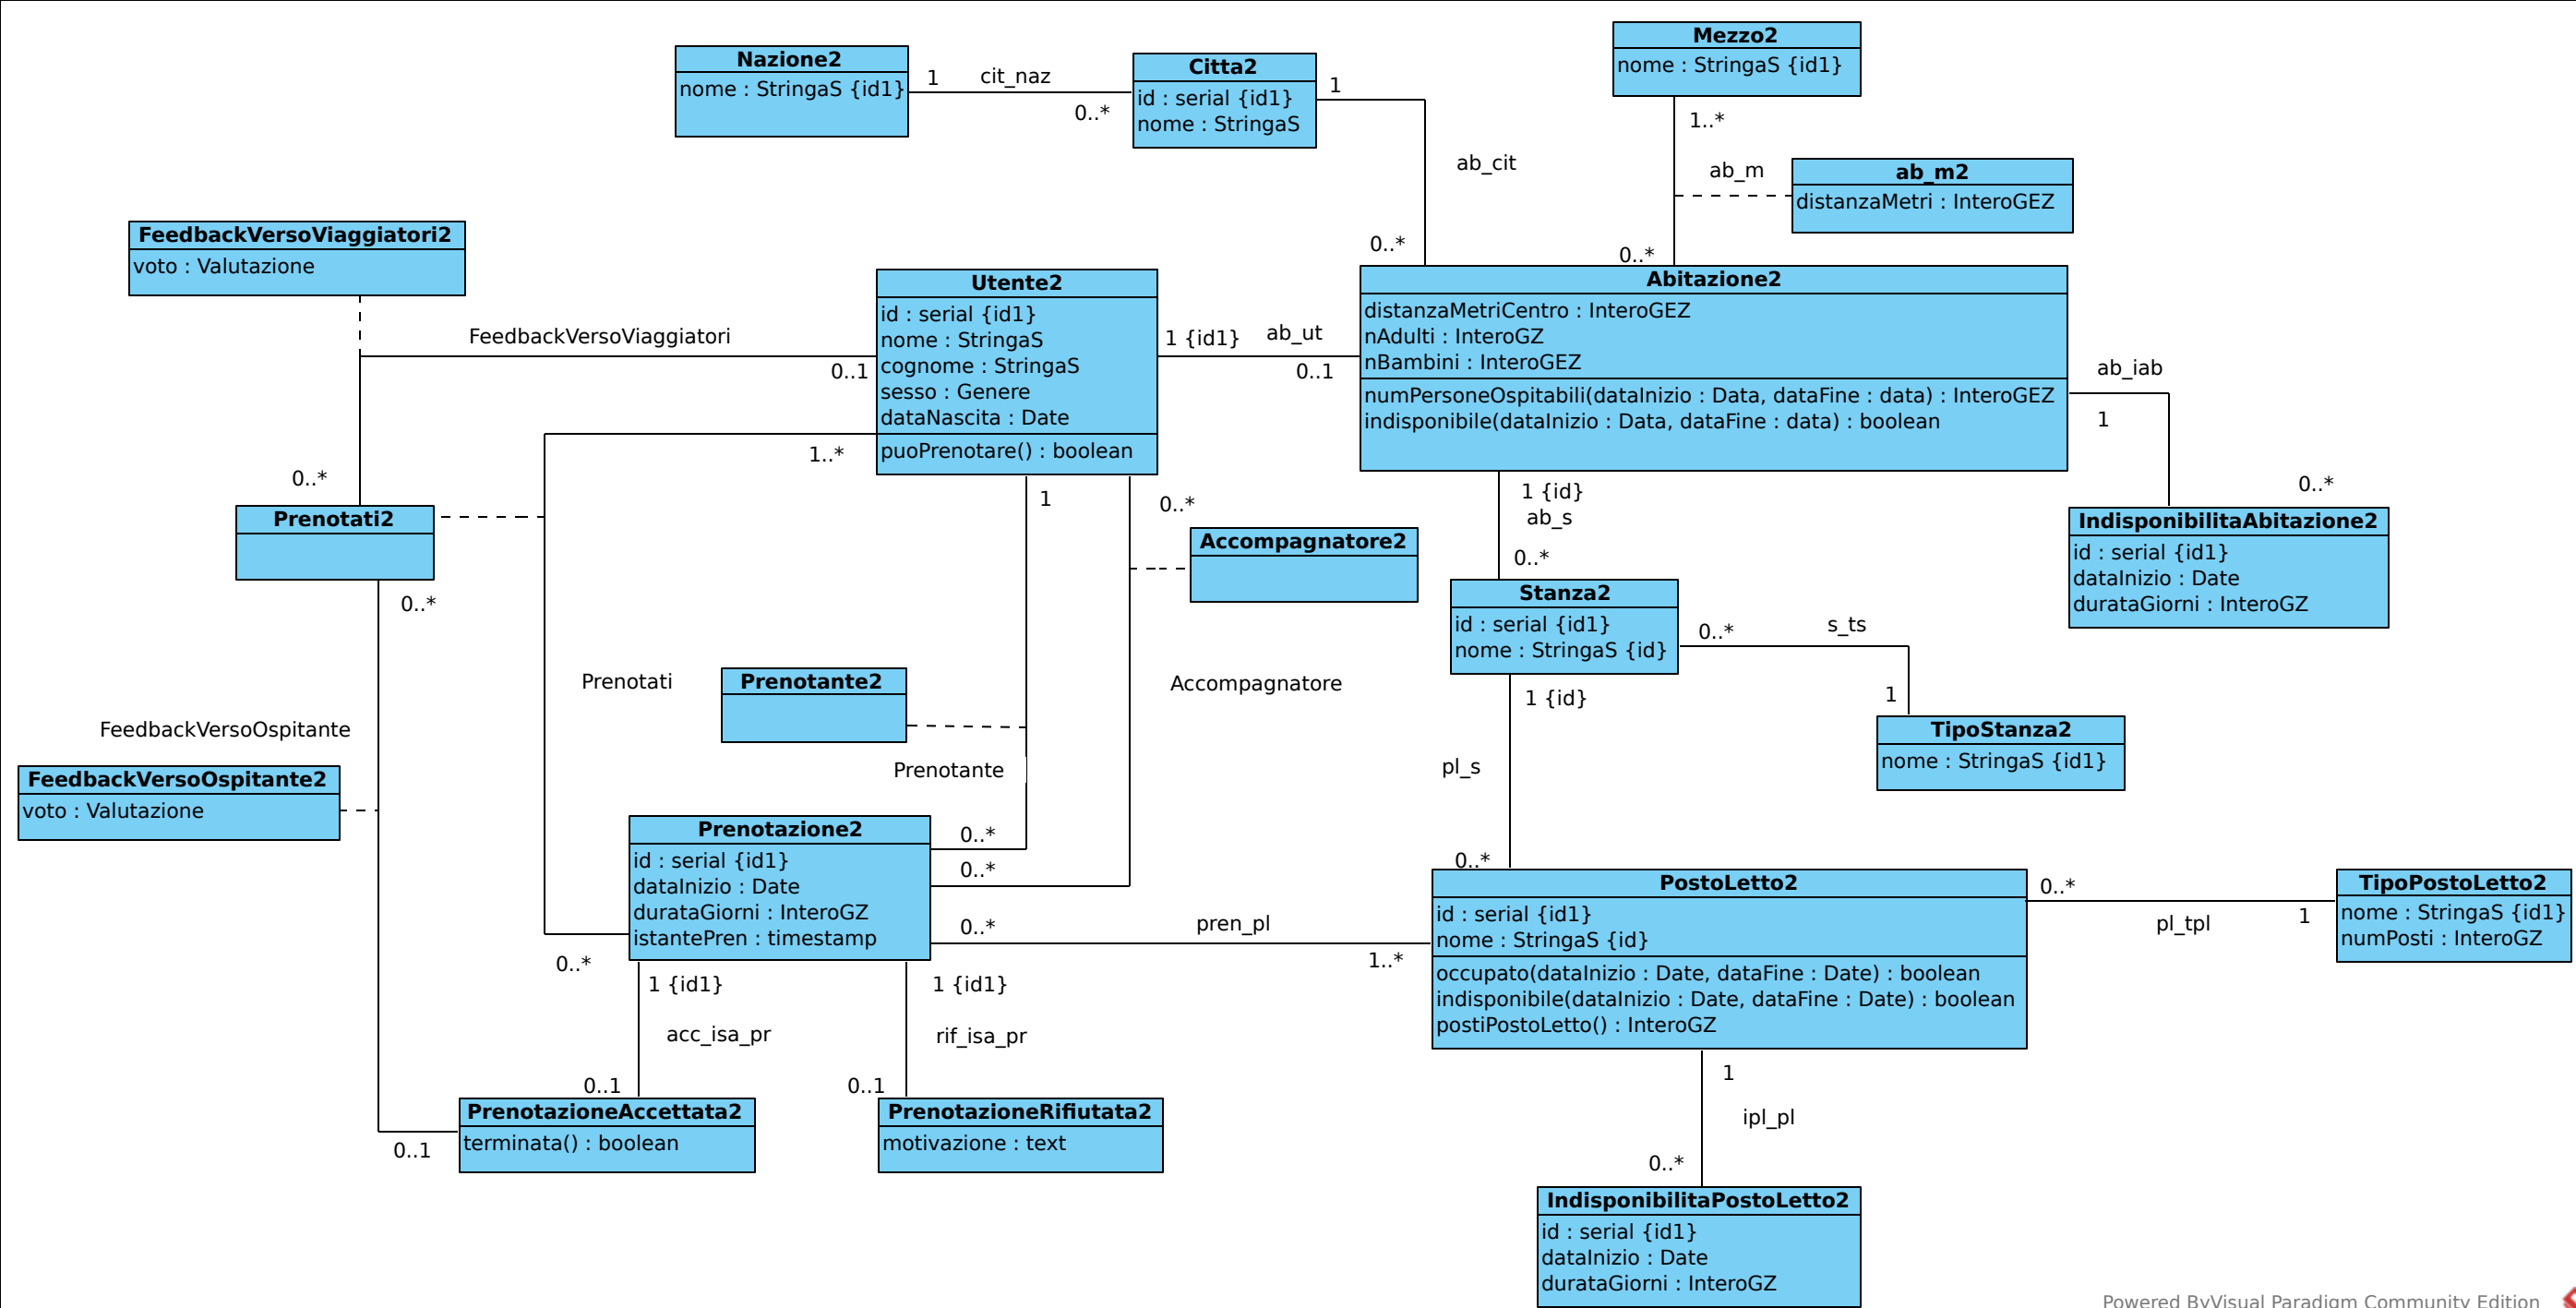 Mezzo2
nome : StringaS {id1}
Nazione2
nome : StringaS {id1}
1
cit_naz
0..*
Citta2
id : serial {id1}
nome : StringaS
1
ab_cit
0..*
1..*
ab_m
0..*
ab_m2
distanzaMetri : InteroGEZ
FeedbackVersoViaggiatori2
voto : Valutazione
FeedbackVersoViaggiatori
0..1
0..*
Utente2
id : serial {id1}
nome : StringaS
cognome : StringaS
sesso : Genere
dataNascita : Date
puoPrenotare() : boolean
1 {id1}
ab_ut
0..1
Abitazione2
distanzaMetriCentro : InteroGEZ
nAdulti : InteroGZ
nBambini : InteroGEZ
numPersoneOspitabili(dataInizio : Data, dataFine : data) : InteroGEZ
indisponibile(dataInizio : Data, dataFine : data) : boolean
ab_iab
1
0..*
IndisponibilitaAbitazione2
id : serial {id1}
dataInizio : Date
durataGiorni : InteroGZ
1..*
1
0..*
Prenotati2
0..*
Accompagnatore2
1 {id}
ab_s
0..*
Stanza2
id : serial {id1}
nome : StringaS {id}
0..*
s_ts
1
TipoStanza2
nome : StringaS {id1}
Prenotati
Prenotante2
Prenotante
Accompagnatore
1 {id}
pl_s
0..*
FeedbackVersoOspitante
FeedbackVersoOspitante2
voto : Valutazione
Prenotazione2
id : serial {id1}
dataInizio : Date
durataGiorni : InteroGZ
istantePren : timestamp
0..*
0..*
0..*
pren_pl
1..*
PostoLetto2
id : serial {id1}
nome : StringaS {id}
occupato(dataInizio : Date, dataFine : Date) : boolean
indisponibile(dataInizio : Date, dataFine : Date) : boolean
postiPostoLetto() : InteroGZ
0..*
pl_tpl
1
TipoPostoLetto2
nome : StringaS {id1}
numPosti : InteroGZ
0..*
1 {id1}
acc_isa_pr
0..1
1 {id1}
rif_isa_pr
0..1
PrenotazioneAccettata2
terminata() : boolean
0..1
PrenotazioneRifiutata2
motivazione : text
1
ipl_pl
0..*
IndisponibilitaPostoLetto2
id : serial {id1}
dataInizio : Date
durataGiorni : InteroGZ
Powered ByVisual Paradigm Community Edition